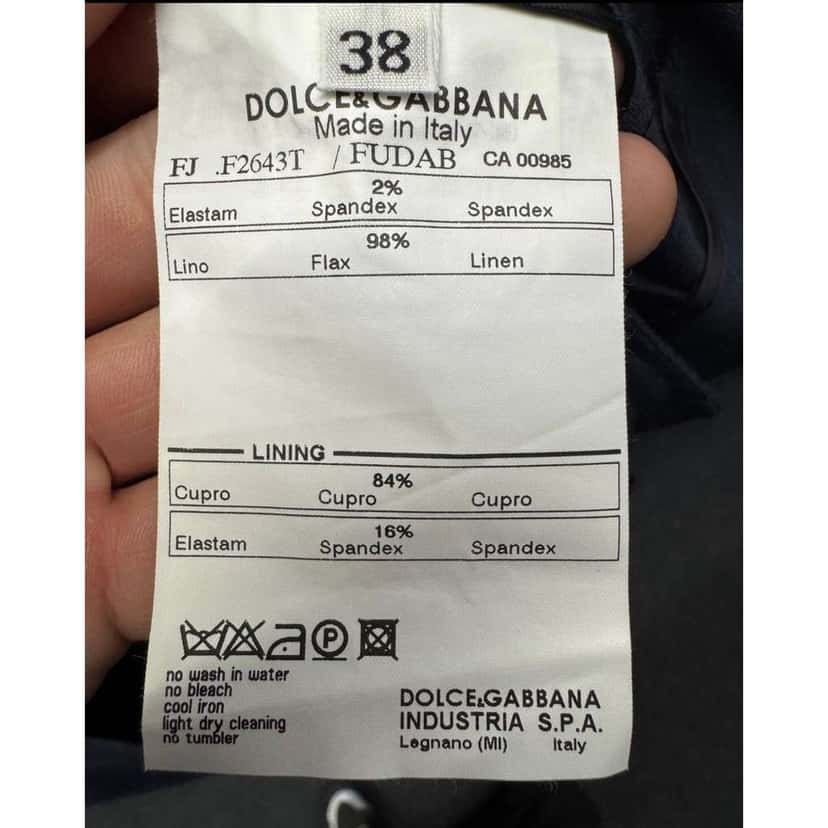 38
DOLCE&GABBANA
Made in Italy
FJ .F2643T / FUDAB CA 00985
2%
Elastam Spandex Spandex
98%
Lino Flax Linen
LINING
84%
Cupro Cupro Cupro
16%
Elastam Spandex Spandex
P
no wash in water
no bleach
cool iron
light dry cleaning
no tumbler
DOLCE&GABBANA
INDUSTRIA S.P.A.
Legnano (MI) Italy